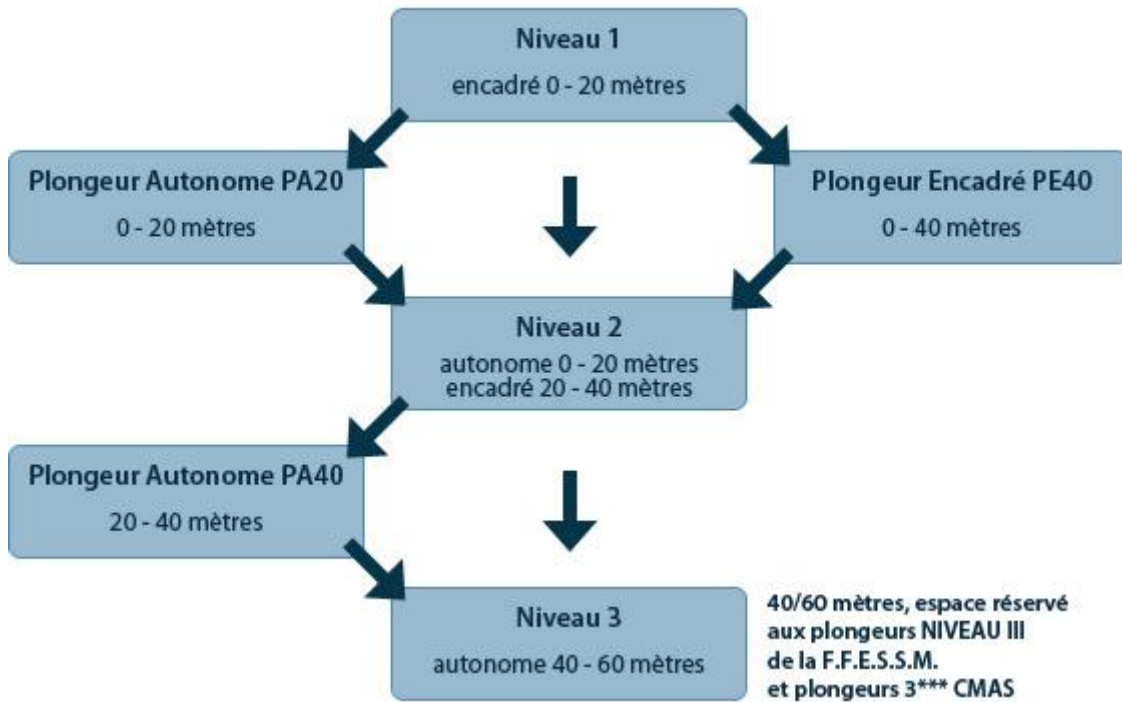 Niveau 1
encadré 0 - 20 mètres
Plongeur Autonome PA20
0 - 20 mètres
Plongeur Encadré PE40
0 - 40 mètres
Niveau 2
autonome 0 - 20 mètres
encadré 20 - 40 mètres
Plongeur Autonome PA40
20 - 40 mètres
Niveau 3
autonome 40 - 60 mètres
40/60 mètres, espace réservé
aux plongeurs NIVEAU III
de la F.F.E.S.S.M.
et plongeurs 3*** CMAS